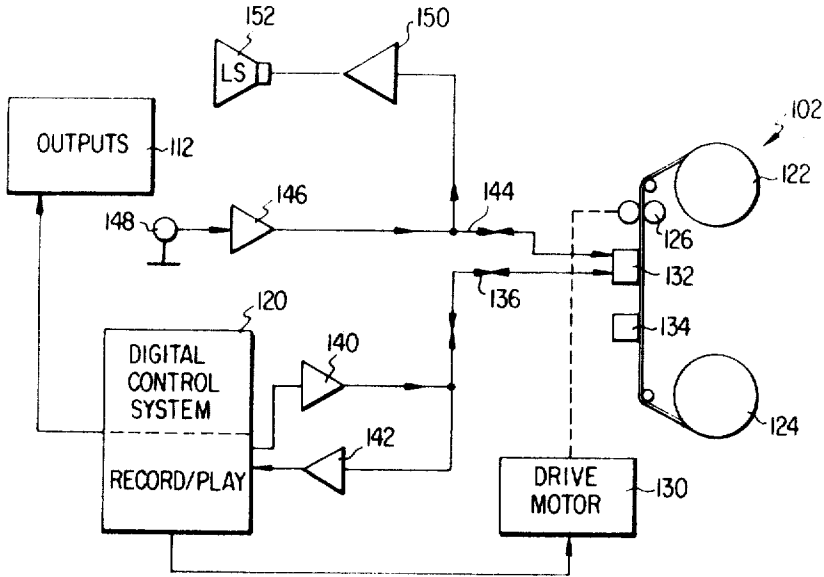 152
150
LS
102
OUTPUTS
112
122
146
144
148
126
132
136
120
134
140
DIGITAL
CONTROL
SYSTEM
142
124
RECORD/PLAY
DRIVE
MOTOR
130